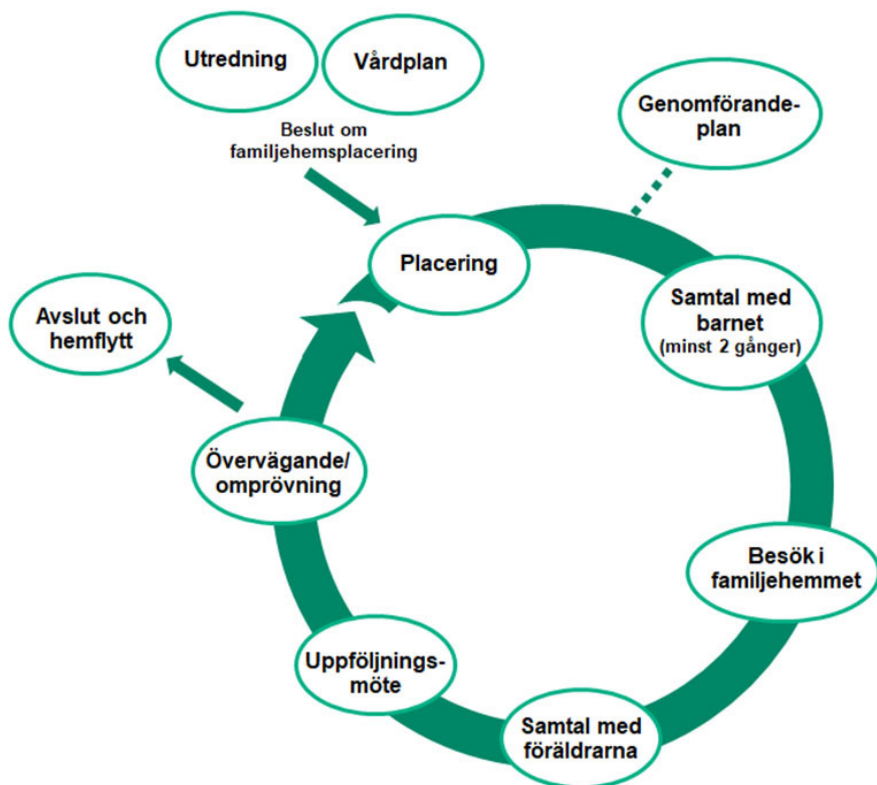 Utredning
Vårdplan
Beslut om
familjehemsplacering
Genomförande-
plan
Placering
Samtal med
barnet
(minst 2 gånger)
Avslut och
hemflytt
Övervägande/
omprövning
Besök i
familjehemmet
Uppföljnings-
möte
Samtal med
föräldrarna